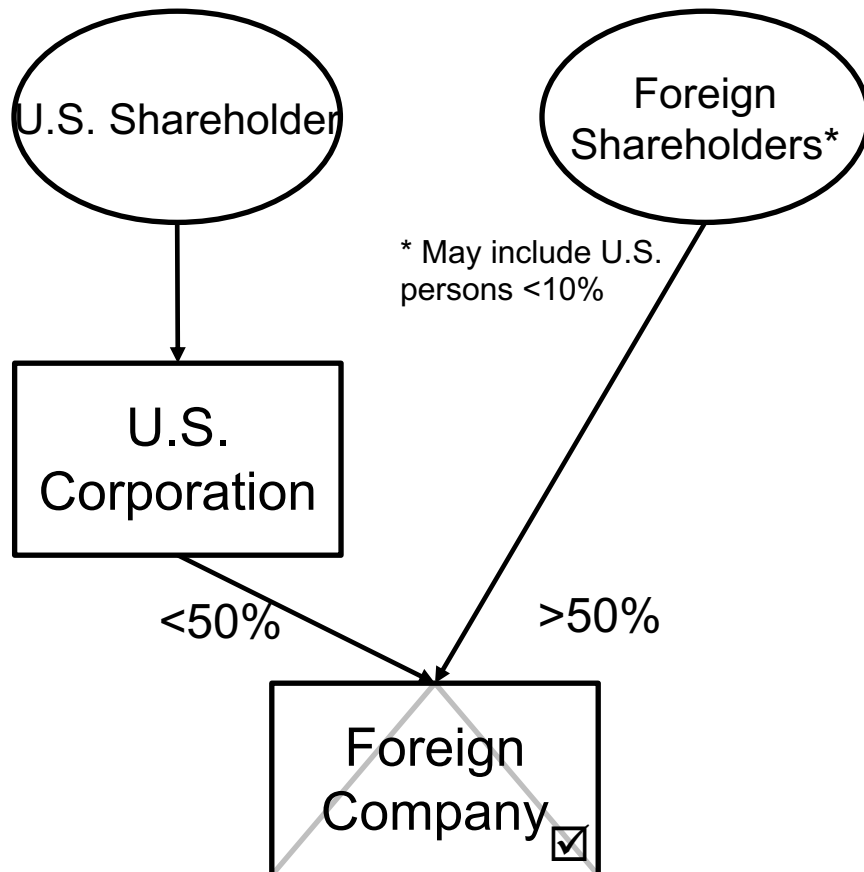 U.S. Shareholder
Foreign
Shareholders*
* May include U.S.
persons <10%
U.S.
Corporation
<50%
>50%
Foreign
Company